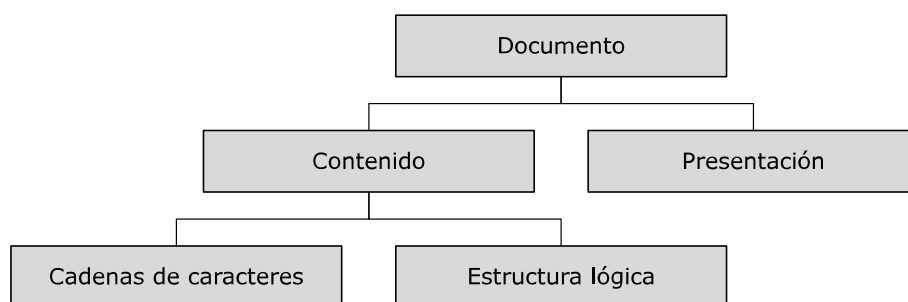 Documento
Contenido
Presentación
Cadenas de caracteres
Estructura lógica